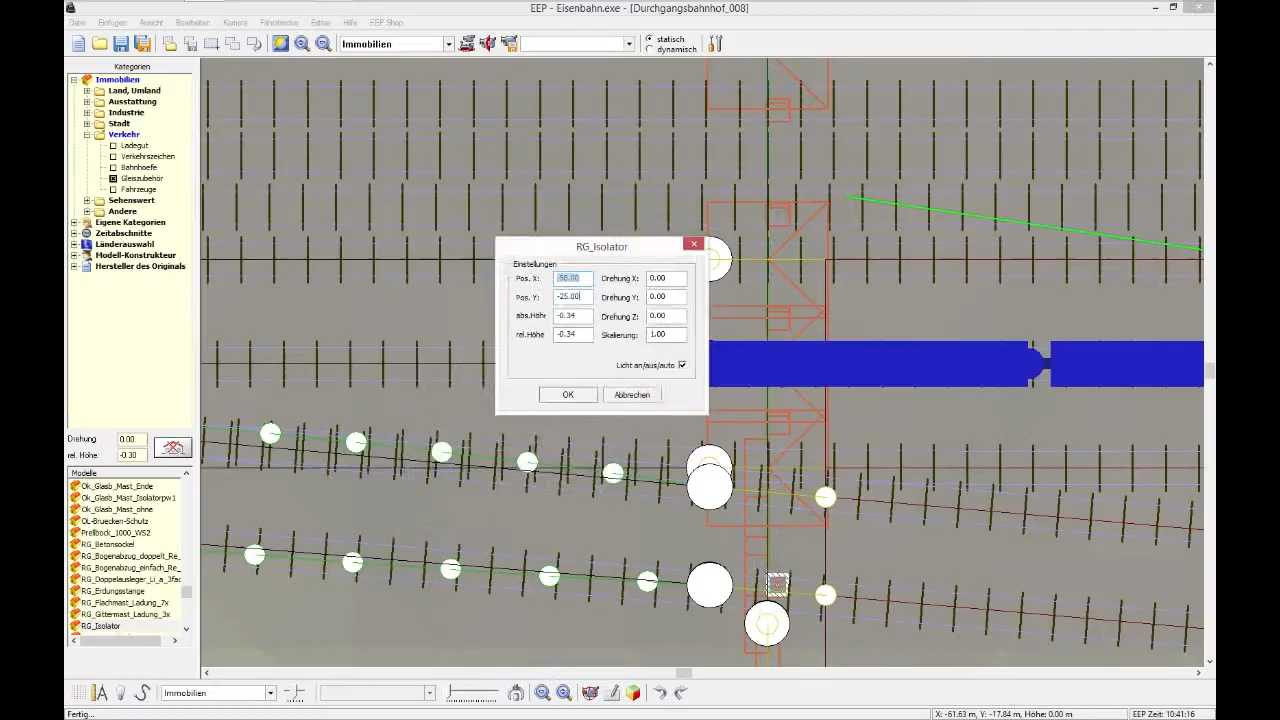 EEP - Eisenbahn.exe - [Durchgangsbahnhof_008]
Datei Einfügen Ansicht Bearbeiten Kamera Fahrstrecke Extras Hilfe EEP-Shop
Immobilien
statisch
dynamisch
Kategorien
Immobilien
Land, Umland
Ausstattung
Industrie
Stadt
Verkehr
Ladegut
Verkehrszeichen
Bahnhoefe
Gleiszubehör
Fahrzeuge
Sehenswert
Andere
Eigene Kategorien
Zeitabschnitte
Länderauswahl
Modell-Konstrukteur
Hersteller des Originals
Drehung 0.00
rel. Höhe: -0.30
Modelle
Ok_Glasb_Mast_Ende
Ok_Glasb_Mast_Isolatorpw1
Ok_Glasb_Mast_ohne
OL-Bruecken-Schutz
Prellbock_1000_WS2
RG_Betonsockel
RG_Bogenabzug_doppelt_Re_
RG_Bogenabzug_einfach_Re_
RG_Doppelausleger_Li_a_3fac
RG_Erdungsstange
RG_Flachmast_Ladung_7x
RG_Gittermast_Ladung_3x
RG_Isolator
RG_Isolator
Einstellungen
Pos. X: -50.00 Drehung X: 0.00
Pos. Y: -25.00 Drehung Y: 0.00
abs.Höhe -0.34 Drehung Z: 0.00
rel.Höhe -0.34 Skalierung: 1.00
Licht an/aus/auto
OK Abbrechen
Immobilien
Fertig...
X: -61.63 m, Y: -17.84 m, Höhe: 0.00 m
EEP Zeit: 10:41:16